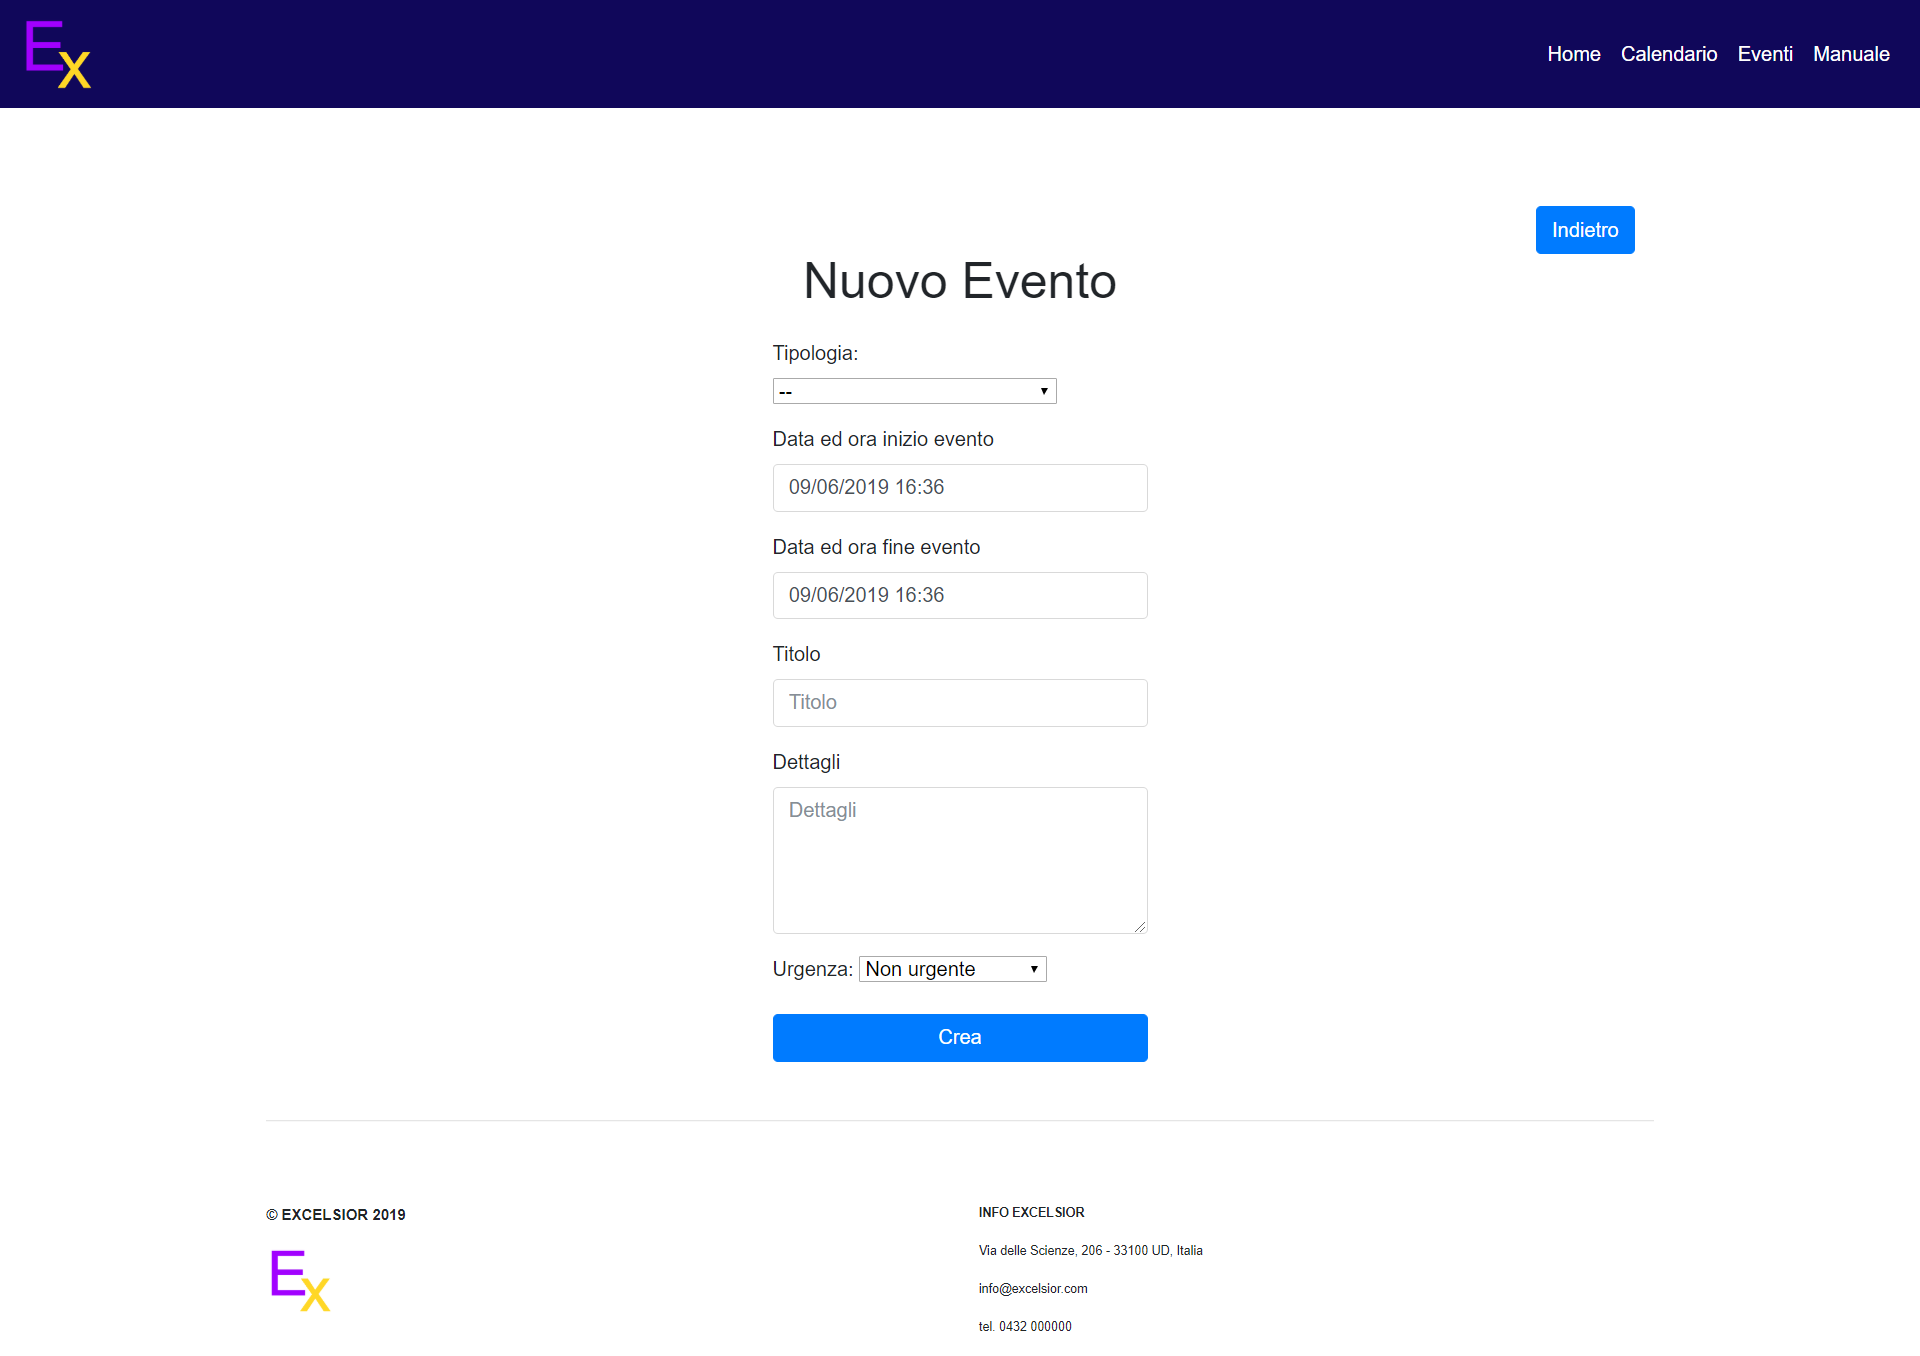 Ex
Home Calendario Eventi Manuale
Indietro
Nuovo Evento
Tipologia:
--
Data ed ora inizio evento
09/06/2019 16:36
Data ed ora fine evento
09/06/2019 16:36
Titolo
Titolo
Dettagli
Dettagli
Urgenza: Non urgente
Crea
© EXCELSIOR 2019
Ex
INFO EXCELSIOR
Via delle Scienze, 206 - 33100 UD, Italia
info@excelsior.com
tel. 0432 000000